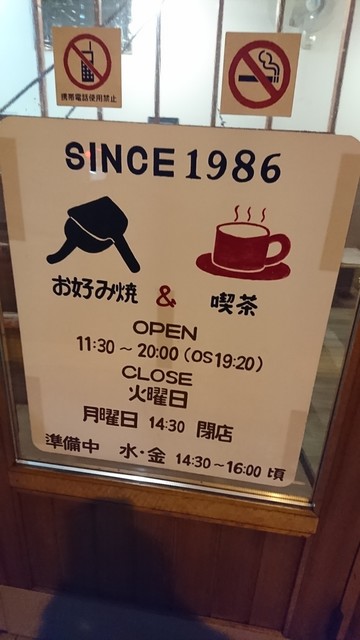 携帯電話使用禁止
SINCE 1986
お好み焼 & 喫茶
OPEN
11:30～20:00 (OS19:20)
CLOSE
火曜日
月曜日 14:30 閉店
準備中 水・金 14:30～16:00 頃